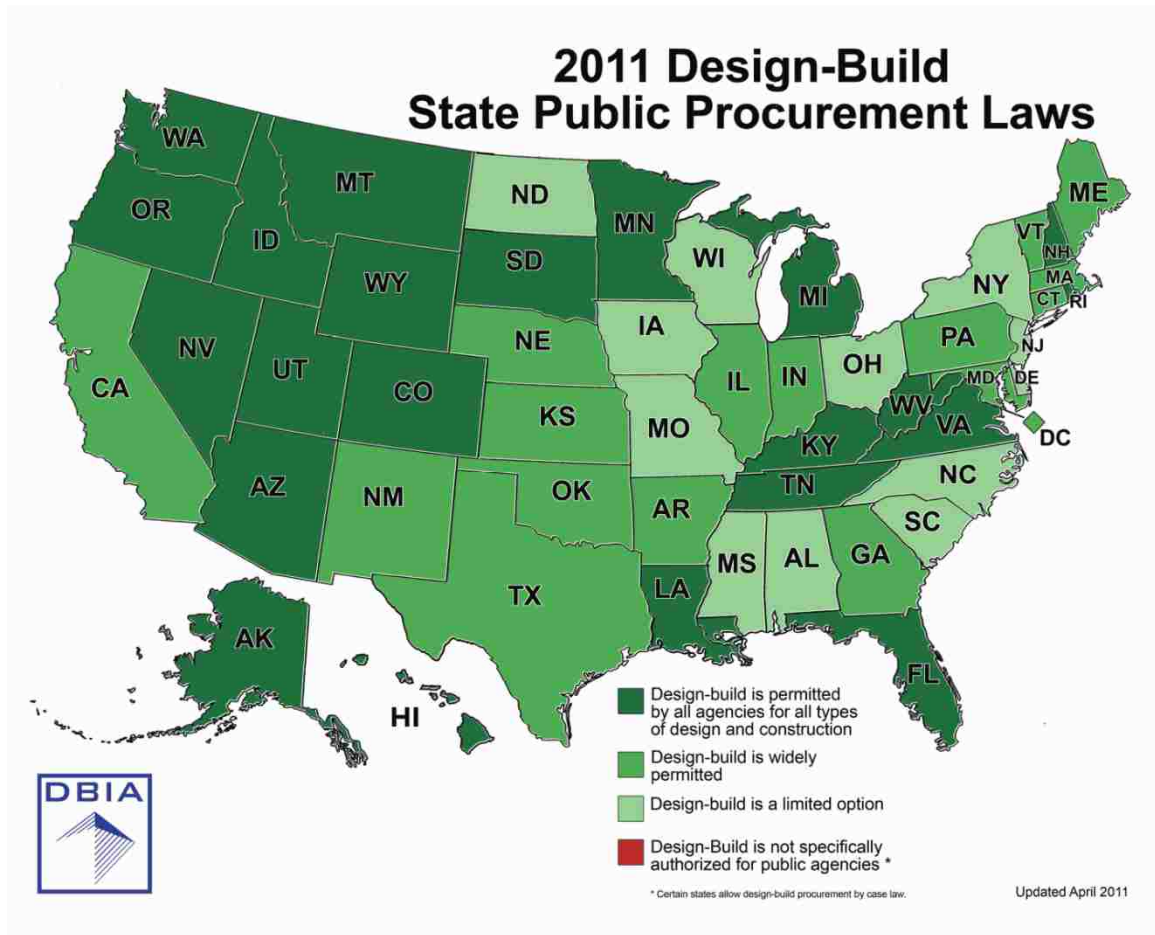 2011 Design-Build
State Public Procurement Laws
WA
OR
ID
MT
ND
MN
SD
WY
WI
MI
NY
VT
NH
ME
MA
CT
RI
NV
UT
CO
CA
NE
IA
IL
IN
OH
PA
NJ
MD
DE
DC
KS
MO
KY
WV
VA
AZ
NM
OK
AR
TN
NC
SC
TX
LA
MS
AL
GA
FL
AK
HI
Design-build is permitted
by all agencies for all types
of design and construction
Design-build is widely
permitted
Design-build is a limited option
Design-Build is not specifically
authorized for public agencies *
* Certain states allow design-build procurement by case law.
DBIA
Updated April 2011